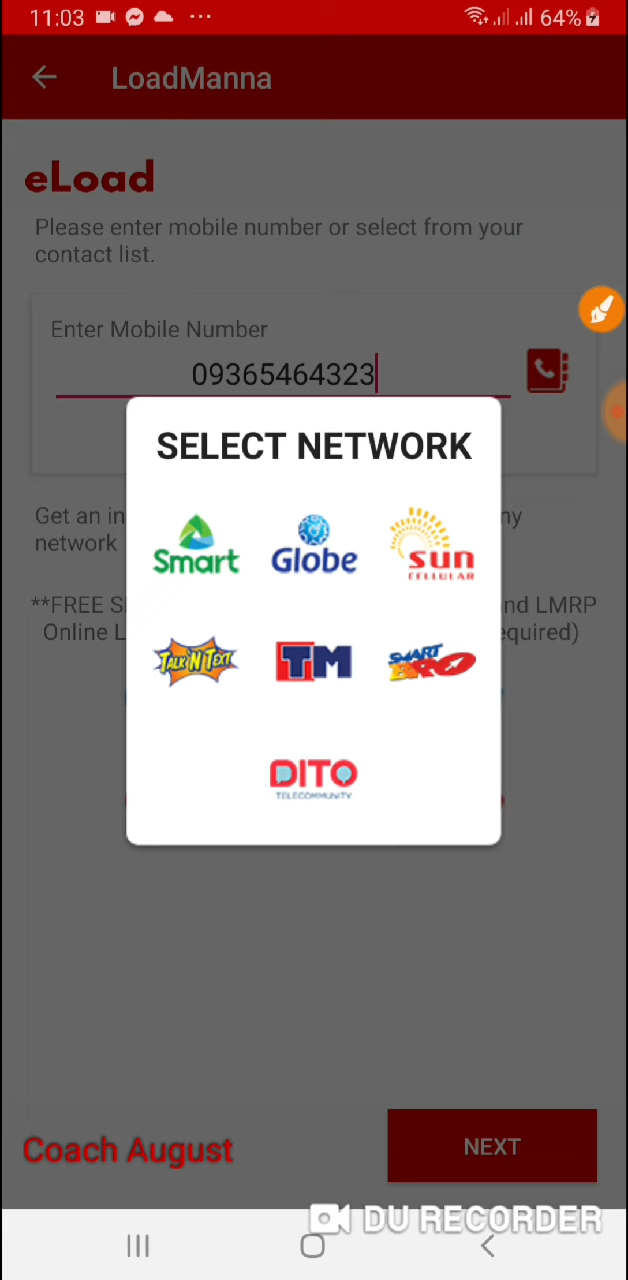 11:03 ... 64%
LoadManna
eLoad
Please enter mobile number or select from your
contact list.
Enter Mobile Number
09365464323
SELECT NETWORK
Get an in ny
network
Smart Globe sun
CELLULAR
**FREE S nd LMRP
Online L equired)
TALK N TEXT TM SMART
BRO
DITO
TELECOMMUNITY
Coach August NEXT
DU RECORDER